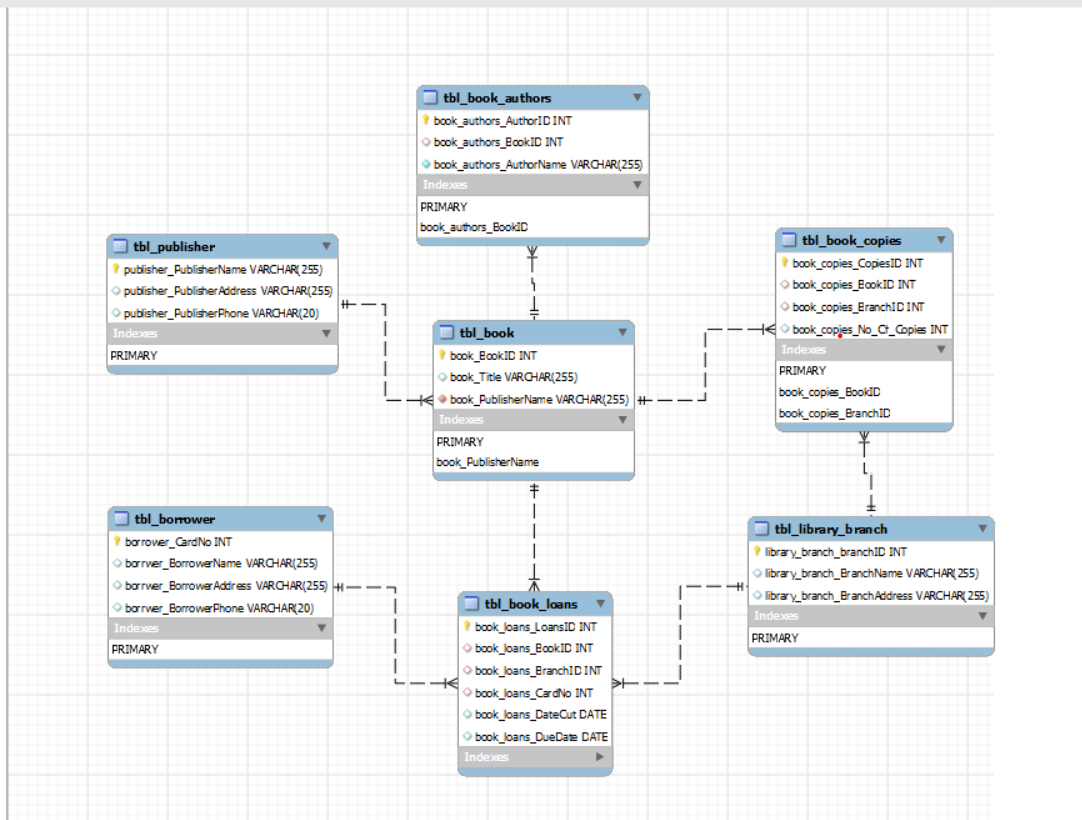 tbl_book_authors
book_authors_AuthorID INT
book_authors_BookID INT
book_authors_AuthorName VARCHAR(255)
Indexes
PRIMARY
book_authors_BookID
tbl_publisher
publisher_PublisherName VARCHAR(255)
publisher_PublisherAddress VARCHAR(255)
publisher_PublisherPhone VARCHAR(20)
Indexes
PRIMARY
tbl_book
book_BookID INT
book_Title VARCHAR(255)
book_PublisherName VARCHAR(255)
Indexes
PRIMARY
book_PublisherName
tbl_book_copies
book_copies_CopiesID INT
book_copies_BookID INT
book_copies_BranchID INT
book_copies_No_Of_Copies INT
Indexes
PRIMARY
book_copies_BookID
book_copies_BranchID
tbl_borrower
borrower_CardNo INT
borrwer_BorrowerName VARCHAR(255)
borrwer_BorrowerAddress VARCHAR(255)
borrwer_BorrowerPhone VARCHAR(20)
Indexes
PRIMARY
tbl_book_loans
book_loans_LoansID INT
book_loans_BookID INT
book_loans_BranchID INT
book_loans_CardNo INT
book_loans_DateOut DATE
book_loans_DueDate DATE
Indexes
tbl_library_branch
library_branch_branchID INT
library_branch_BranchName VARCHAR(255)
library_branch_BranchAddress VARCHAR(255)
Indexes
PRIMARY